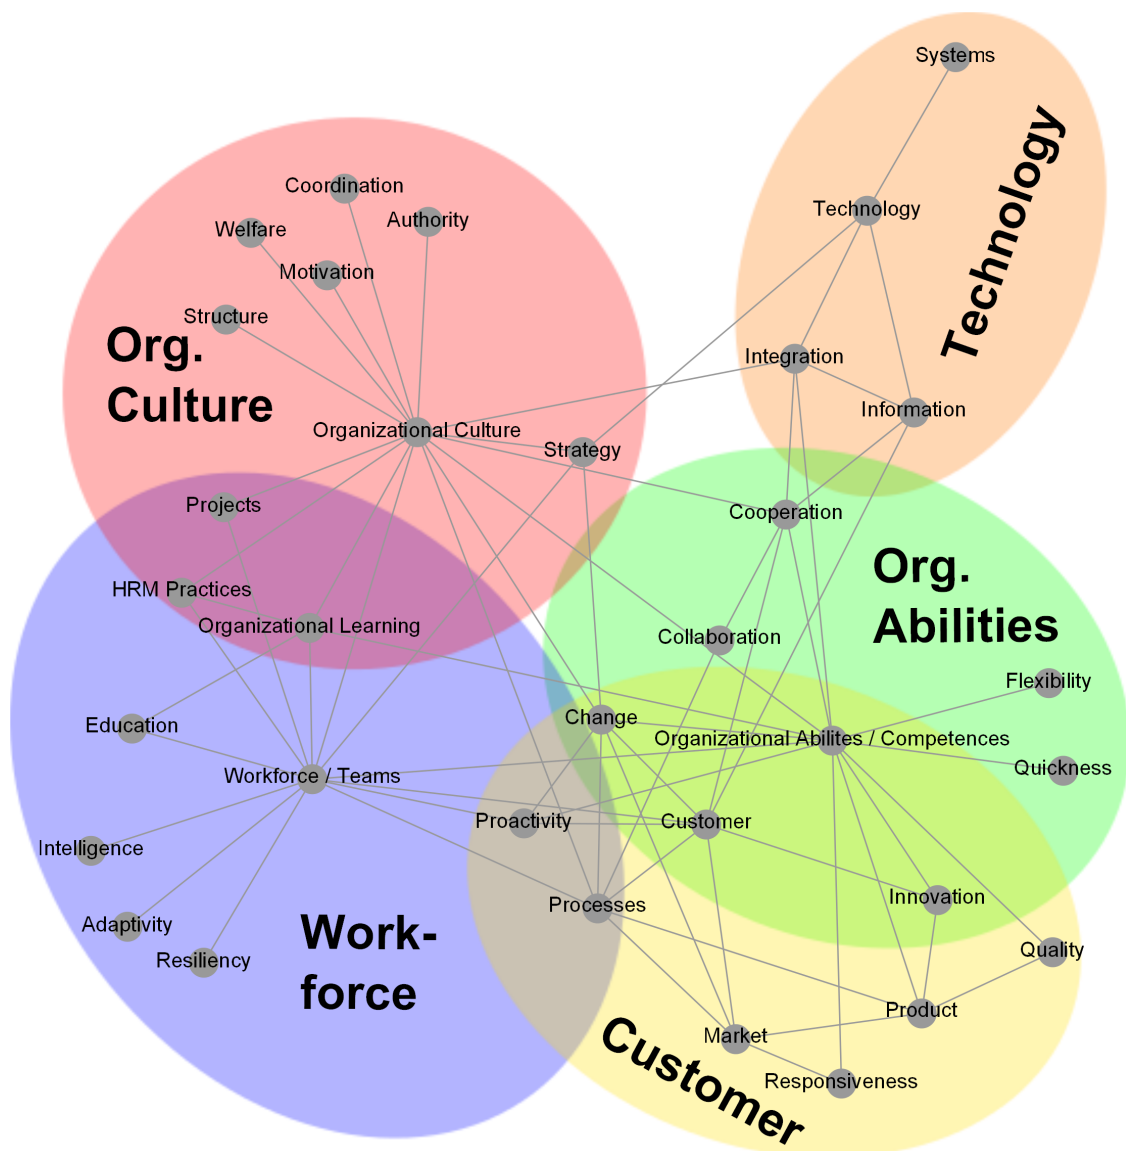 Systems
Technology
Coordination
Authority
Welfare
Motivation
Structure
Org.
Culture
Technology
Integration
Information
Organizational Culture
Strategy
Projects
Cooperation
Org.
Abilities
HRM Practices
Organizational Learning
Collaboration
Flexibility
Education
Change
Organizational Abilites / Competences
Workforce / Teams
Quickness
Proactivity
Customer
Intelligence
Processes
Innovation
Adaptivity
Work-
force
Resiliency
Quality
Product
Market
Customer
Responsiveness